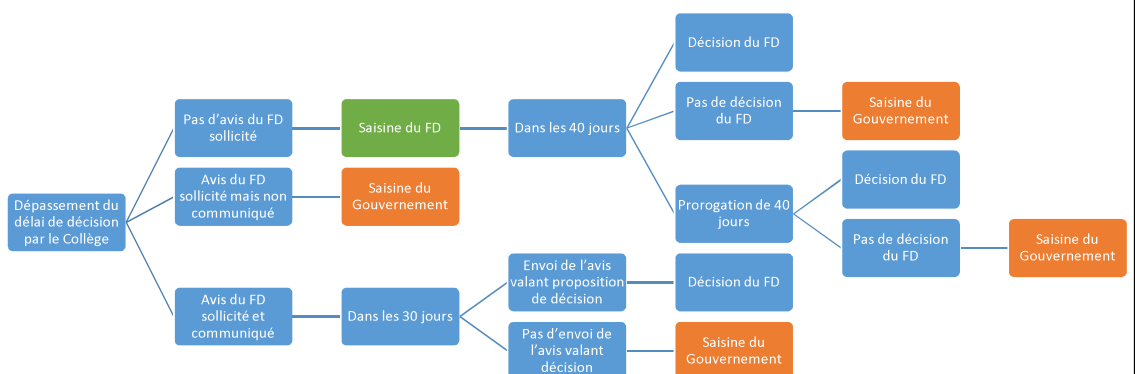 Dépassement du
délai de décision
par le Collège
Pas d'avis du FD
sollicité
Saisine du FD
Dans les 40 jours
Décision du FD
Pas de décision
du FD
Saisine du
Gouvernement
Prorogation de 40
jours
Décision du FD
Pas de décision
du FD
Saisine du
Gouvernement
Avis du FD
sollicité mais non
communiqué
Saisine du
Gouvernement
Avis du FD
sollicité et
communiqué
Dans les 30 jours
Envoi de l'avis
valant proposition
de décision
Décision du FD
Pas d'envoi de
l'avis valant
décision
Saisine du
Gouvernement